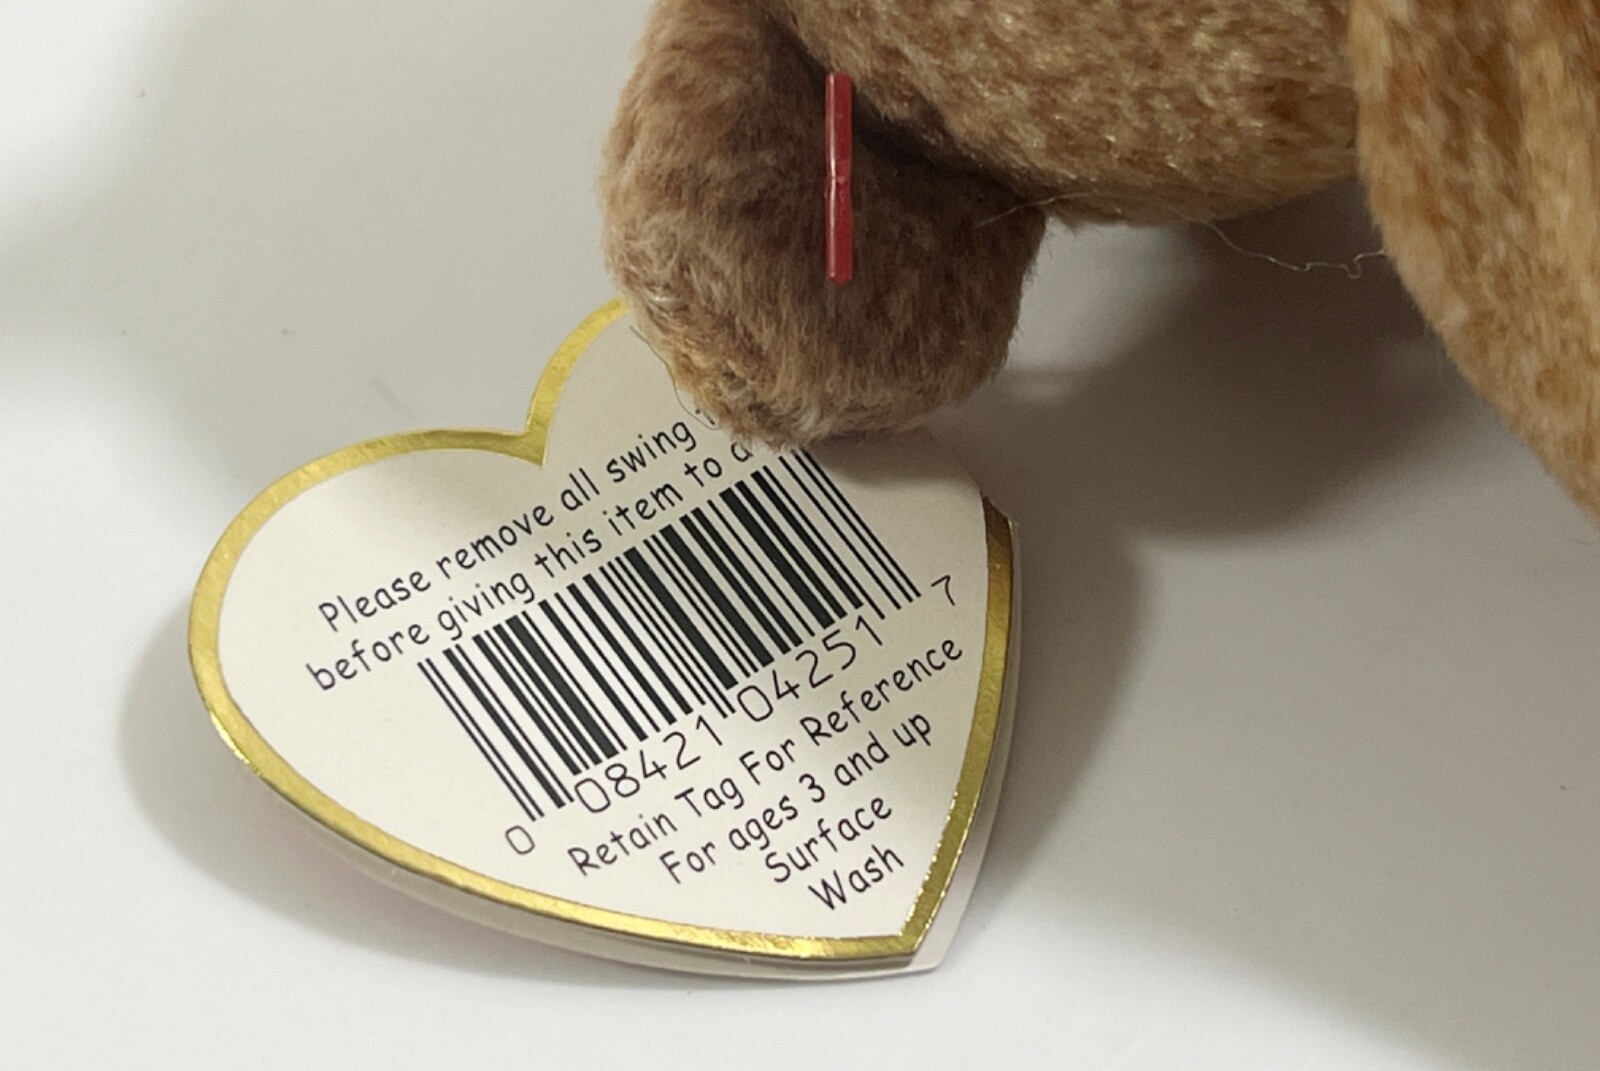 Please remove all swing
before giving this item to a
0 08421 04251 7
Retain Tag For Reference
For ages 3 and up
Surface
Wash